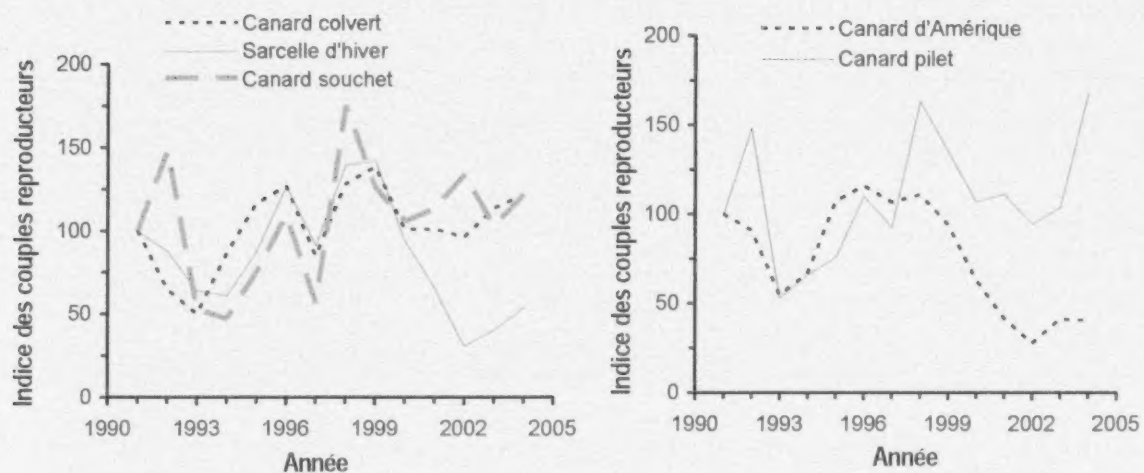 Canard colvert
Sarcelle d'hiver
Canard souchet
Indice des couples reproducteurs
200
150
100
50
0
1990 1993 1996 1999 2002 2005
Année
Canard d'Amérique
Canard pilet
Indice des couples reproducteurs
200
150
100
50
0
1990 1993 1996 1999 2002 2005
Année